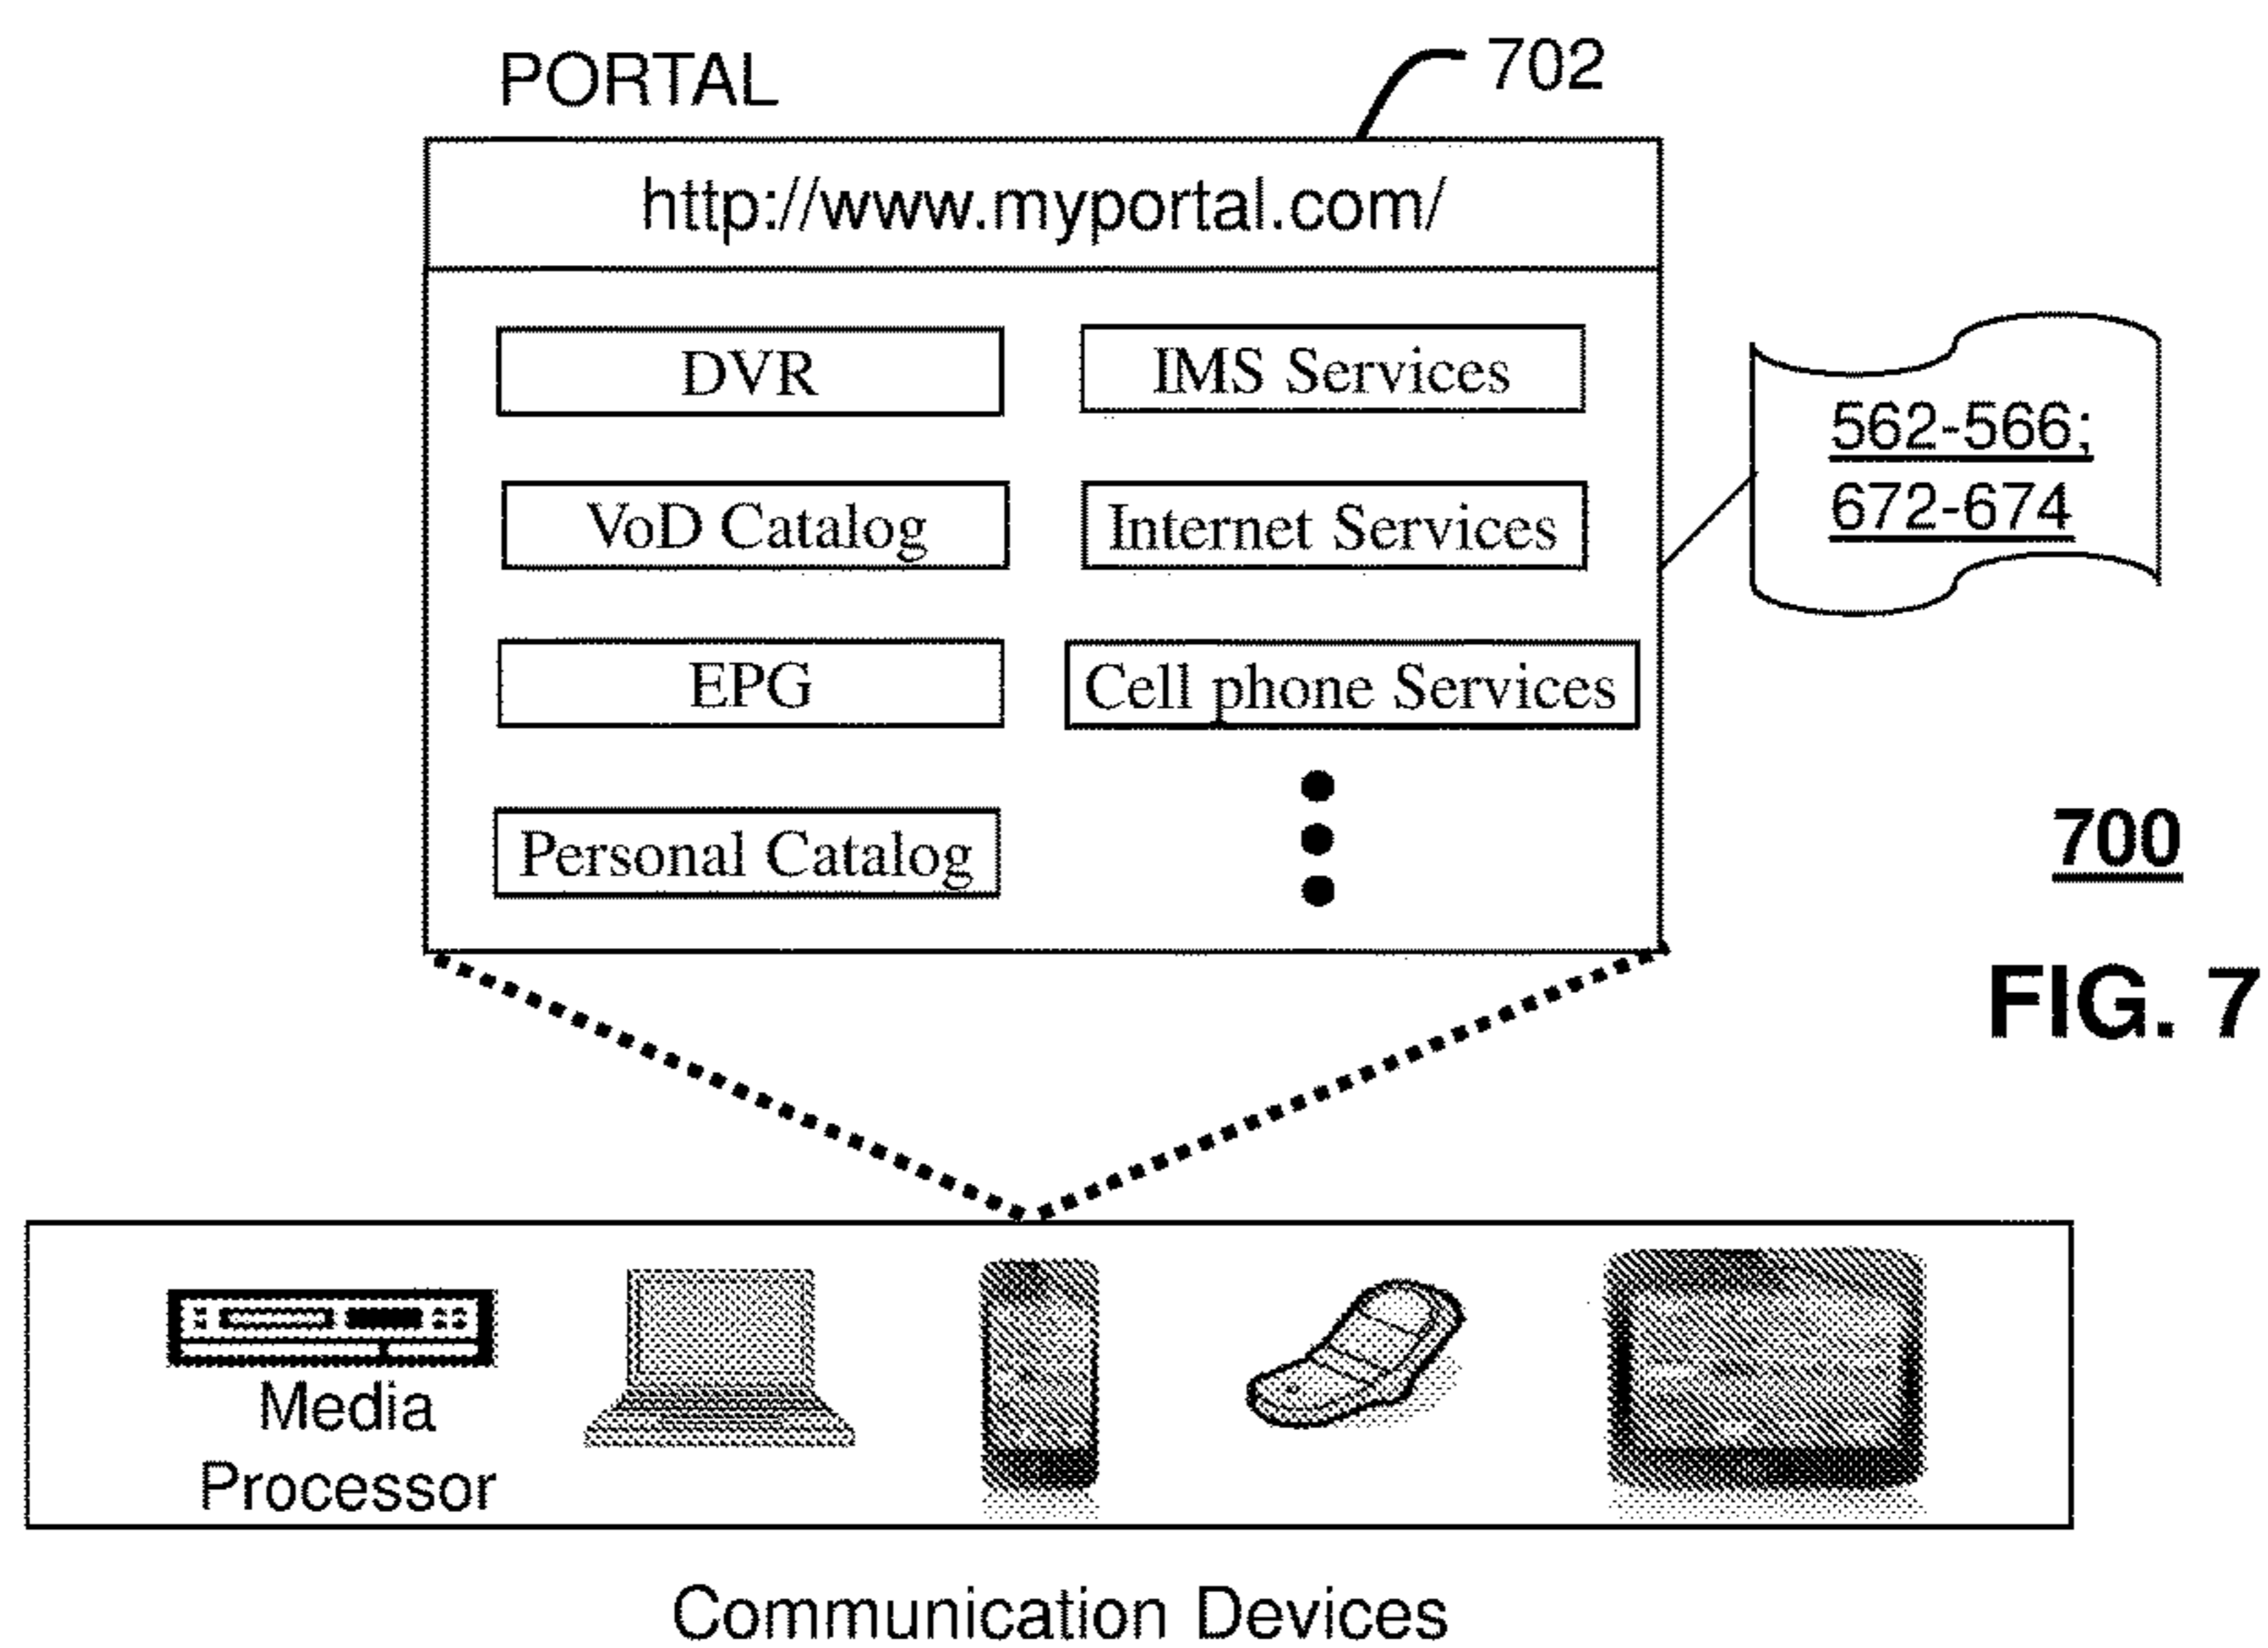 PORTAL
702
http://www.myportal.com/
DVR
IMS Services
VoD Catalog
Internet Services
EPG
Cell phone Services
Personal Catalog
562-566;
672-674
700
FIG. 7
Media
Processor
Communication Devices